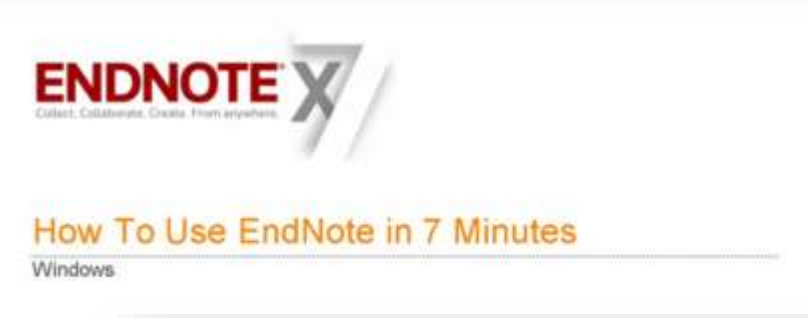 ENDNOTE X7
Collect. Collaborate. Create. From anywhere.
How To Use EndNote in 7 Minutes
Windows